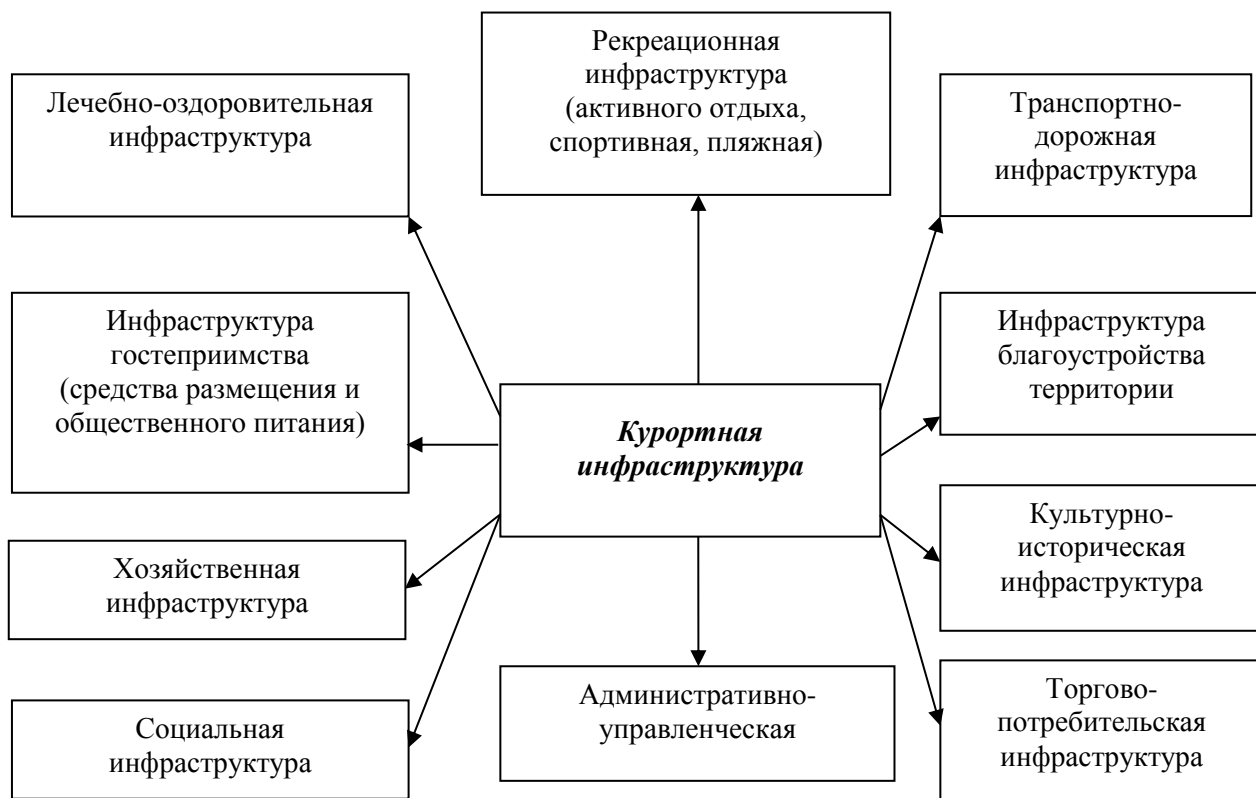 Рекреационная
инфраструктура
(активного отдыха,
спортивная, пляжная)
Лечебно-оздоровительная
инфраструктура
Транспортно-
дорожная
инфраструктура
Инфраструктура
гостеприимства
(средства размещения и
общественного питания)
Инфраструктура
благоустройства
территории
Курортная
инфраструктура
Культурно-
историческая
инфраструктура
Хозяйственная
инфраструктура
Административно-
управленческая
Торгово-
потребительская
инфраструктура
Социальная
инфраструктура